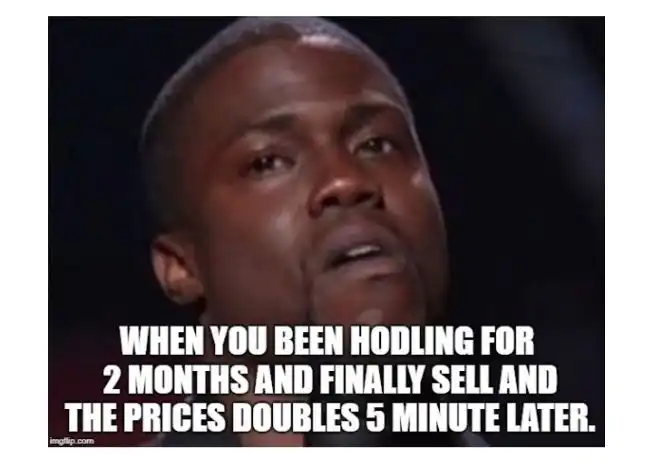 WHEN YOU BEEN HODLING FOR
2 MONTHS AND FINALLY SELL AND
THE PRICES DOUBLES 5 MINUTE LATER.
imgflip.com